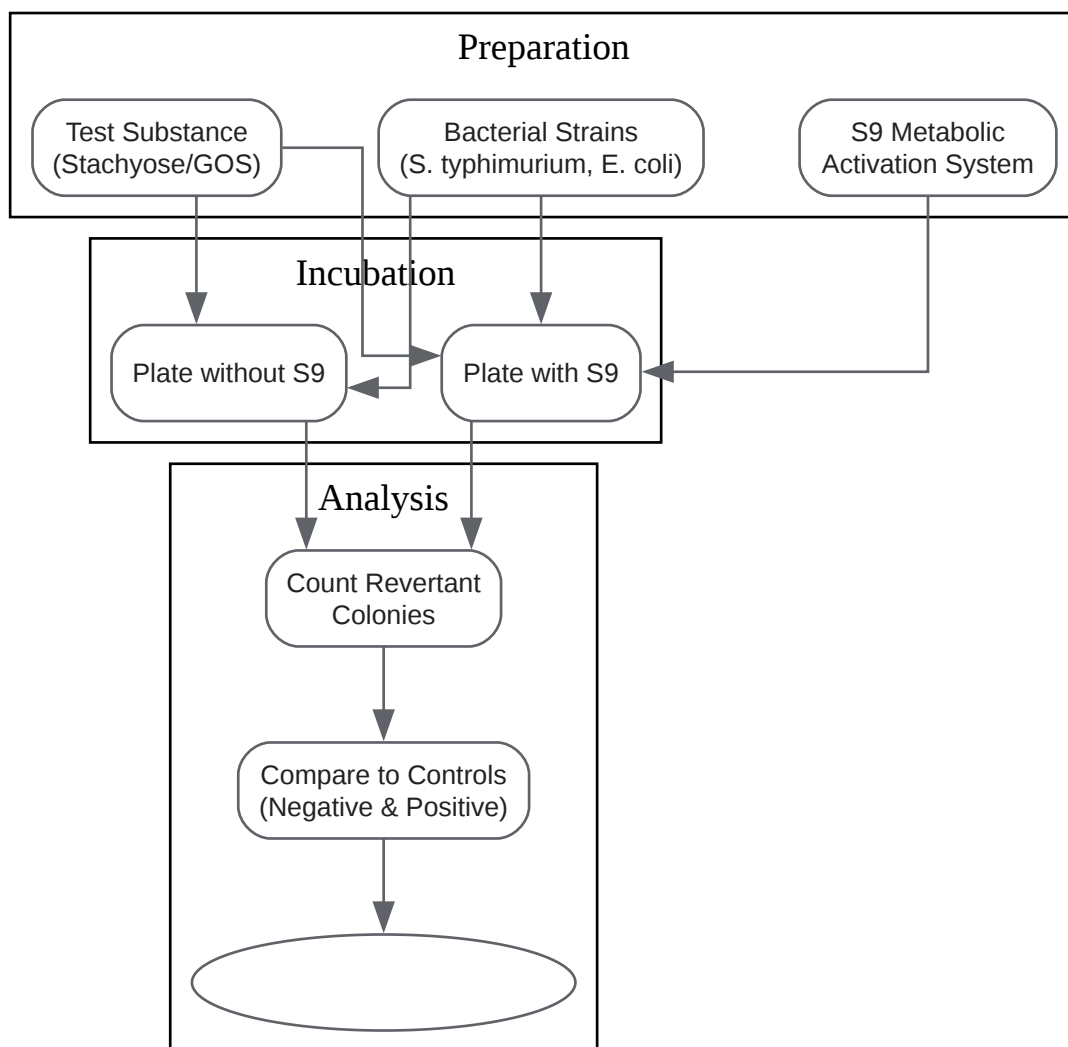 Preparation
Test Substance
(Stachyose/GOS)
Bacterial Strains
(S. typhimurium, E. coli)
S9 Metabolic
Activation System
Incubation
Plate without S9
Plate with S9
Analysis
Count Revertant
Colonies
Compare to Controls
(Negative & Positive)